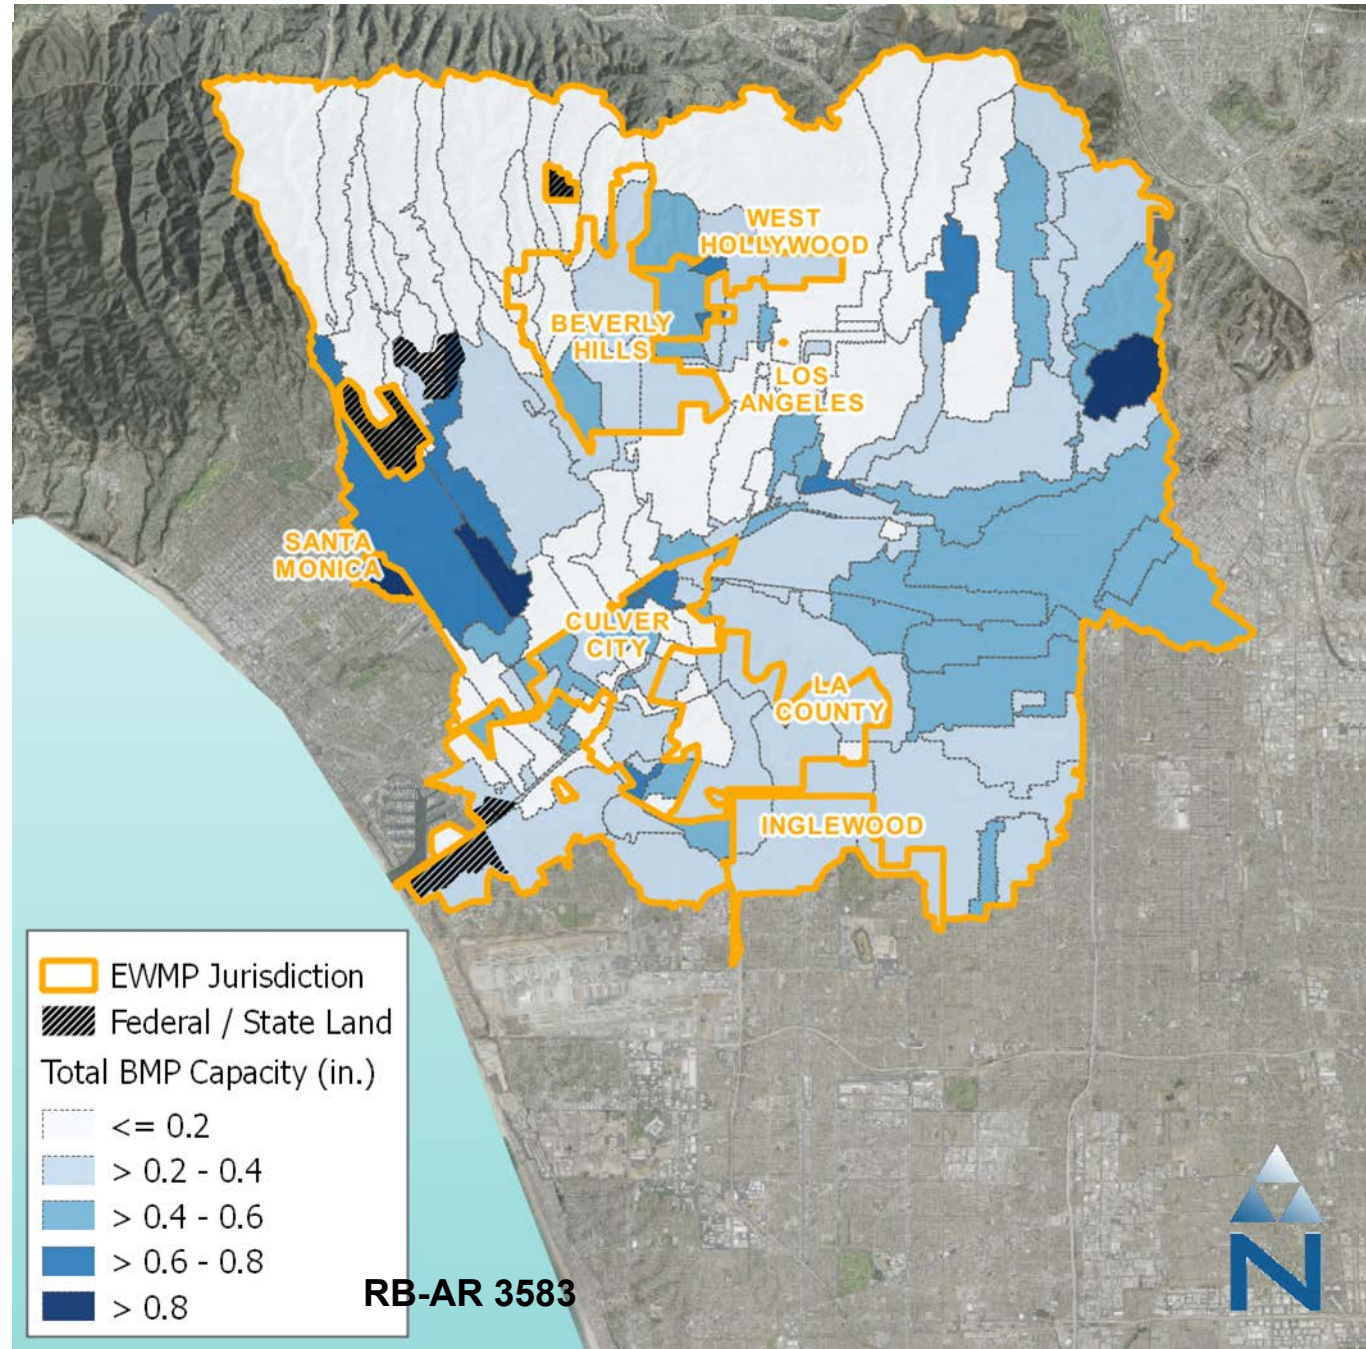 WEST
HOLLYWOOD
BEVERLY
HILLS
LOS
ANGELES
SANTA
MONICA
CULVER
CITY
LA
COUNTY
INGLEWOOD
EWMP Jurisdiction
Federal / State Land
Total BMP Capacity (in.)
<= 0.2
> 0.2 - 0.4
> 0.4 - 0.6
> 0.6 - 0.8
> 0.8
RB-AR 3583
N